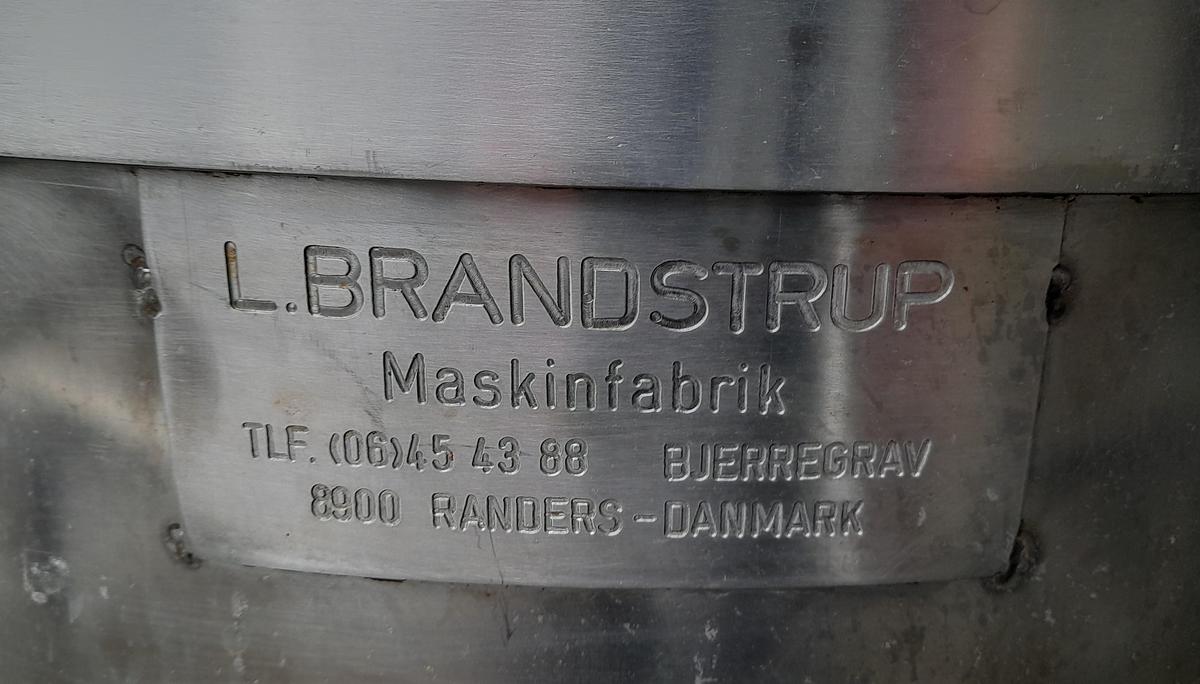 L.BRANDSTRUP
Maskinfabrik
TLF. (06)45 43 88 BJERREGRAV
8900 RANDERS - DANMARK